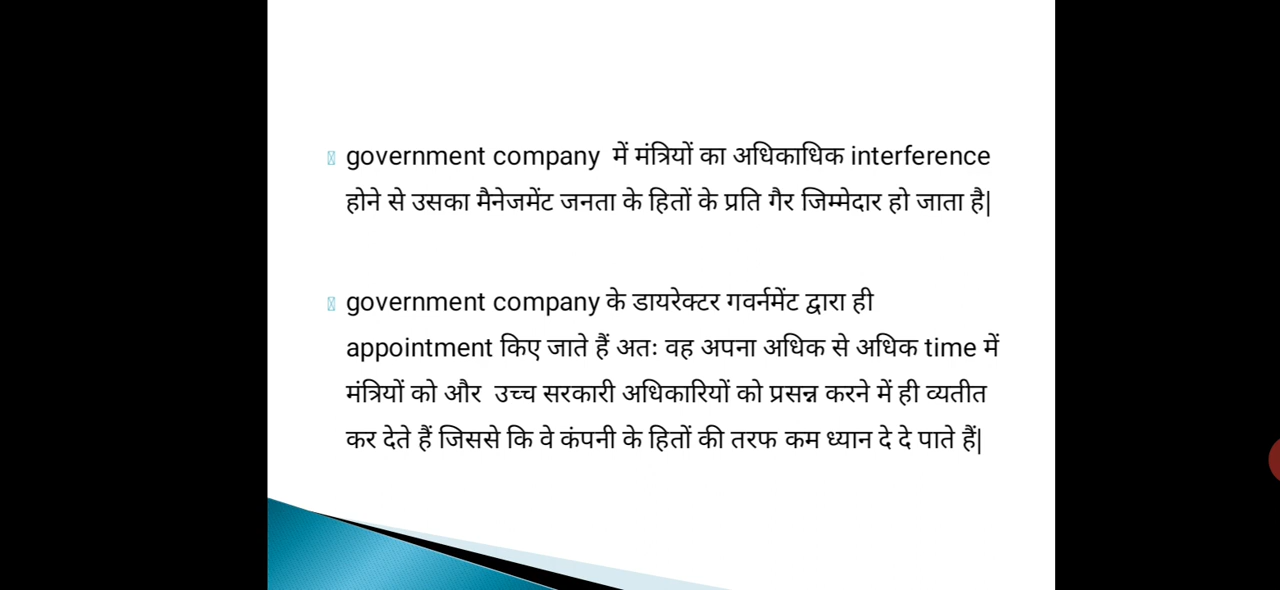 government company में मंत्रियों का अधिकाधिक interference
होने से उसका मैनेजमेंट जनता के हितों के प्रति गैर जिम्मेदार हो जाता है|
government company के डायरेक्टर गवर्नमेंट द्वारा ही
appointment किए जाते हैं अतः वह अपना अधिक से अधिक time में
मंत्रियों को और उच्च सरकारी अधिकारियों को प्रसन्न करने में ही व्यतीत
कर देते हैं जिससे कि वे कंपनी के हितों की तरफ कम ध्यान दे दे पाते हैं|